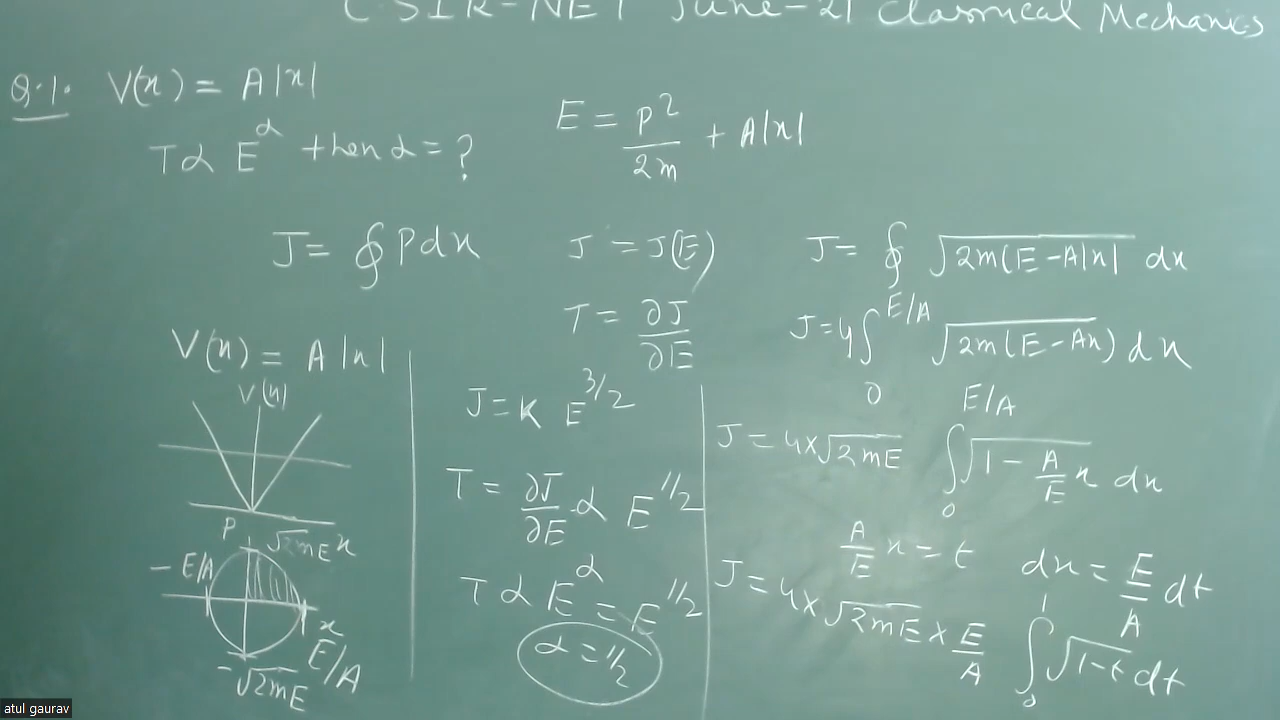 CSIR-NET June-21 Classical Mechanics
Q.1. V(x) = A|x|
T α E^α then α = ?
E = p²/2m + A|x|
J = ∮ P dx
J = J(E)
T = ∂J/∂E
J = ∮ √2m(E-A|x| dx
J = 4∫₀^{E/A} √2m(E-Ax) dx
V(x) = A|x|
V(x)
x
P
√2mE
-E/A
x
E/A
-√2mE
J = K E^{3/2}
T = ∂J/∂E α E^{1/2}
T α E^α = E^{1/2}
α = 1/2
J = 4×√2mE ∫₀^{E/A} √1 - A/E x dx
A/E x = t   dx = E/A dt
J = 4×√2mE × E/A ∫₀^1 √1-t dt
atul gaurav